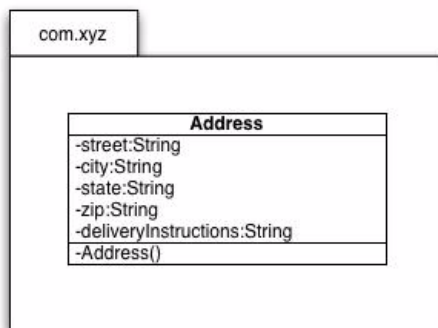 com.xyz
Address
-street:String
-city:String
-state:String
-zip:String
-deliveryInstructions:String
-Address()